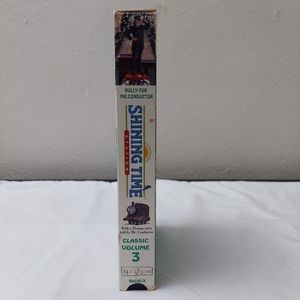 BULLY FOR
MR. CONDUCTOR
SHINING TIME
STATION
With a Thomas story
told by Mr. Conductor
CLASSIC
VOLUME
3